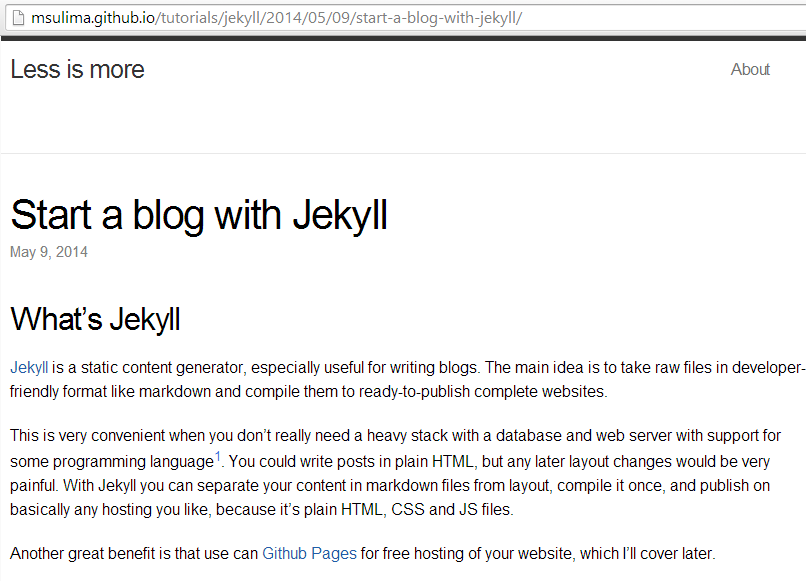 msulima.github.io/tutorials/jekyll/2014/05/09/start-a-blog-with-jekyll/
Less is more
About
Start a blog with Jekyll
May 9, 2014
What’s Jekyll
Jekyll is a static content generator, especially useful for writing blogs. The main idea is to take raw files in developer-
friendly format like markdown and compile them to ready-to-publish complete websites.
This is very convenient when you don’t really need a heavy stack with a database and web server with support for
some programming language1. You could write posts in plain HTML, but any later layout changes would be very
painful. With Jekyll you can separate your content in markdown files from layout, compile it once, and publish on
basically any hosting you like, because it’s plain HTML, CSS and JS files.
Another great benefit is that use can Github Pages for free hosting of your website, which I’ll cover later.